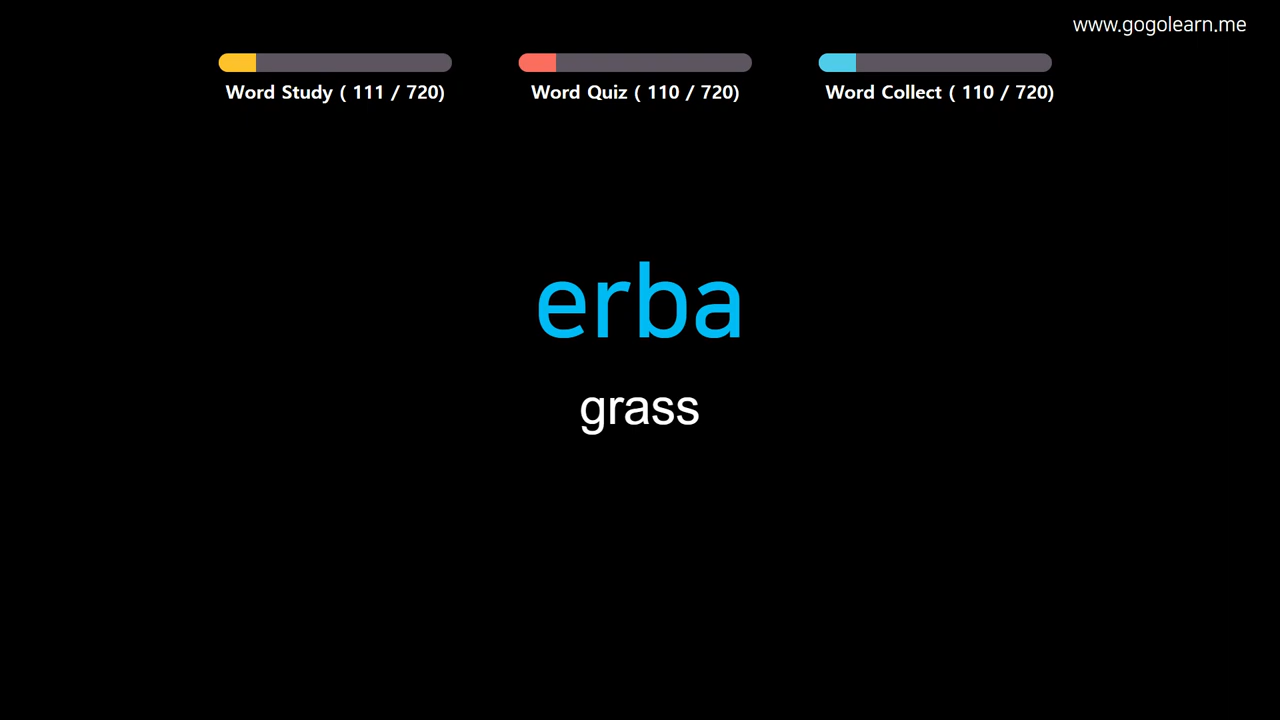 www.gogolearn.me
Word Study ( 111 / 720)
Word Quiz ( 110 / 720)
Word Collect ( 110 / 720)
erba
grass